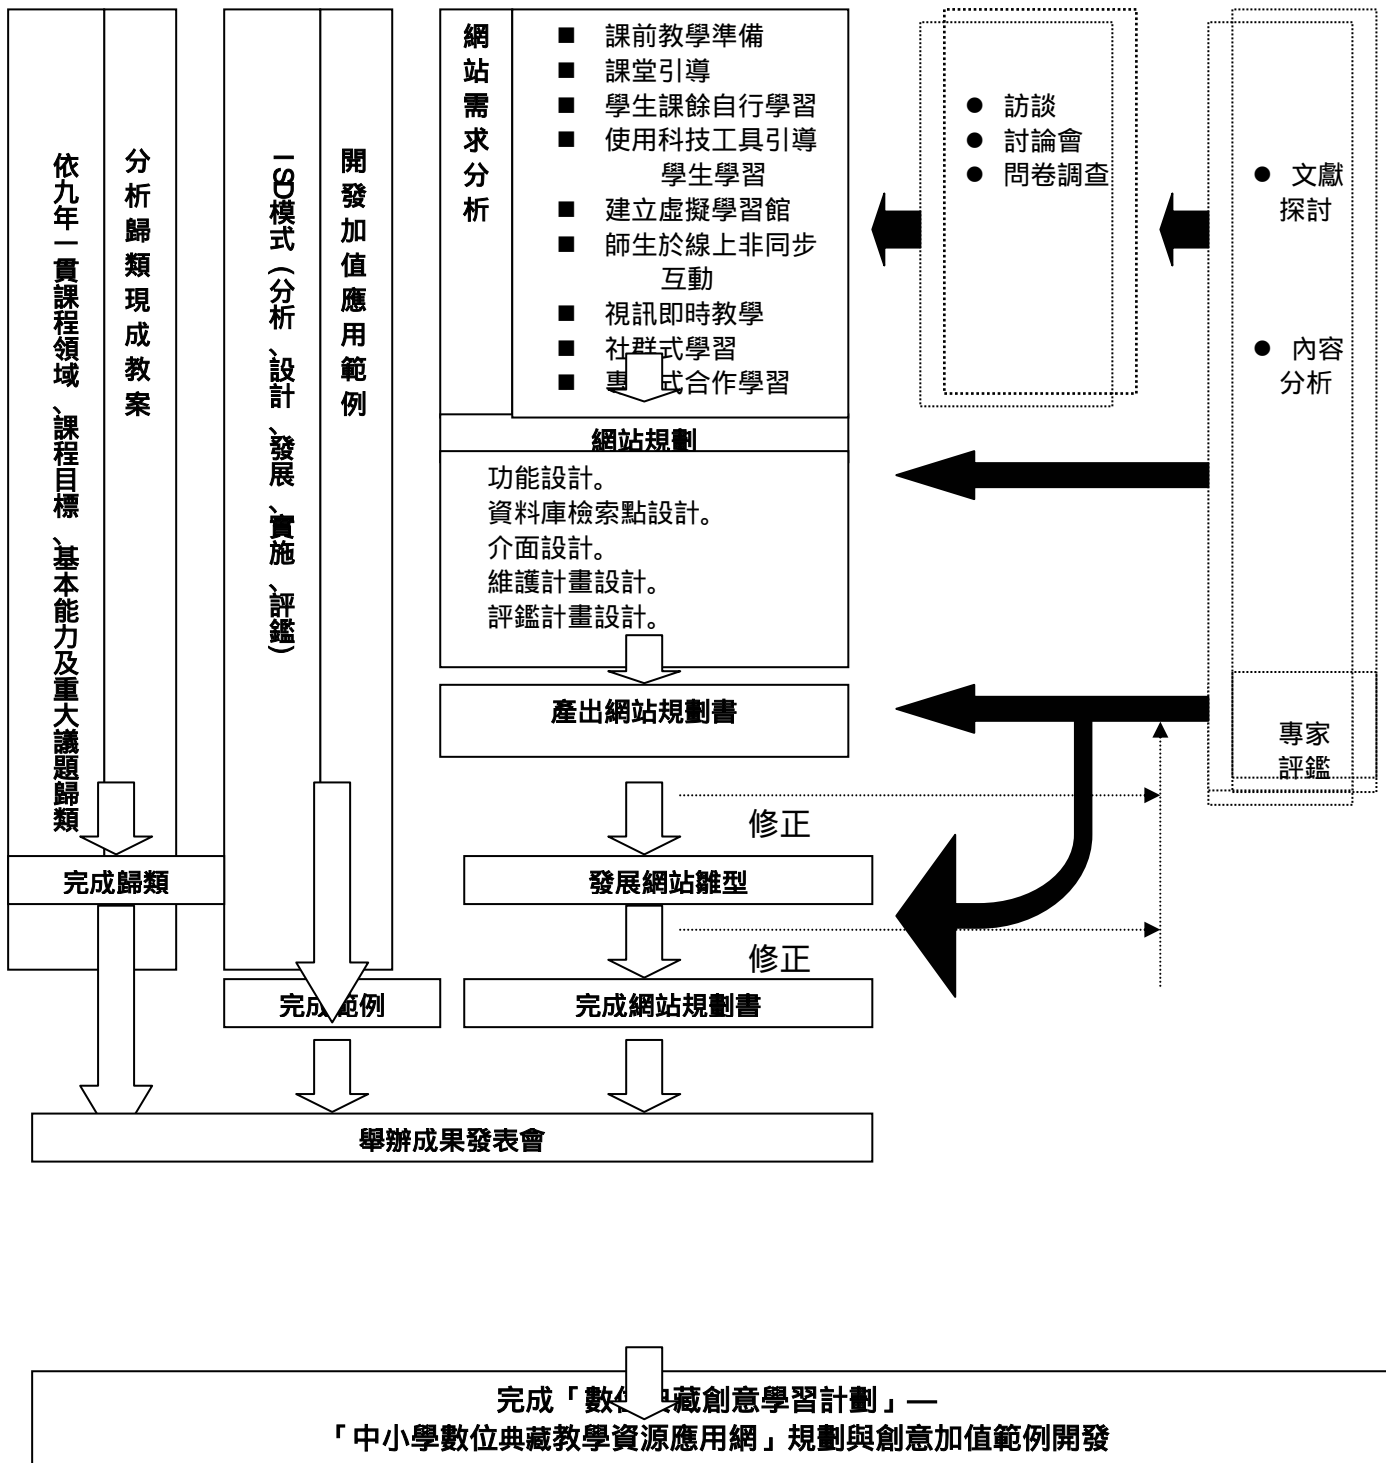 依九年一貫課程領域、課程目標、基本能力及重大議題歸類
分析歸類現成教案
ISD模式(分析、設計、發展、實施、評鑑)
開發加值應用範例
網站需求分析
■ 課前教學準備
■ 課堂引導
■ 學生課餘自行學習
■ 使用科技工具引導
學生學習
■ 建立虛擬學習館
■ 師生於線上非同步
互動
■ 視訊即時教學
■ 社群式學習
■ 專式合作學習
網站規劃
功能設計。
資料庫檢索點設計。
介面設計。
維護計畫設計。
評鑑計畫設計。
產出網站規劃書
● 訪談
● 討論會
● 問卷調查
● 文獻
探討
● 內容
分析
專家
評鑑
修正
完成歸類
發展網站雛型
修正
完成範例
完成網站規劃書
舉辦成果發表會
完成「數位典藏創意學習計劃」—
「中小學數位典藏教學資源應用網」規劃與創意加值範例開發